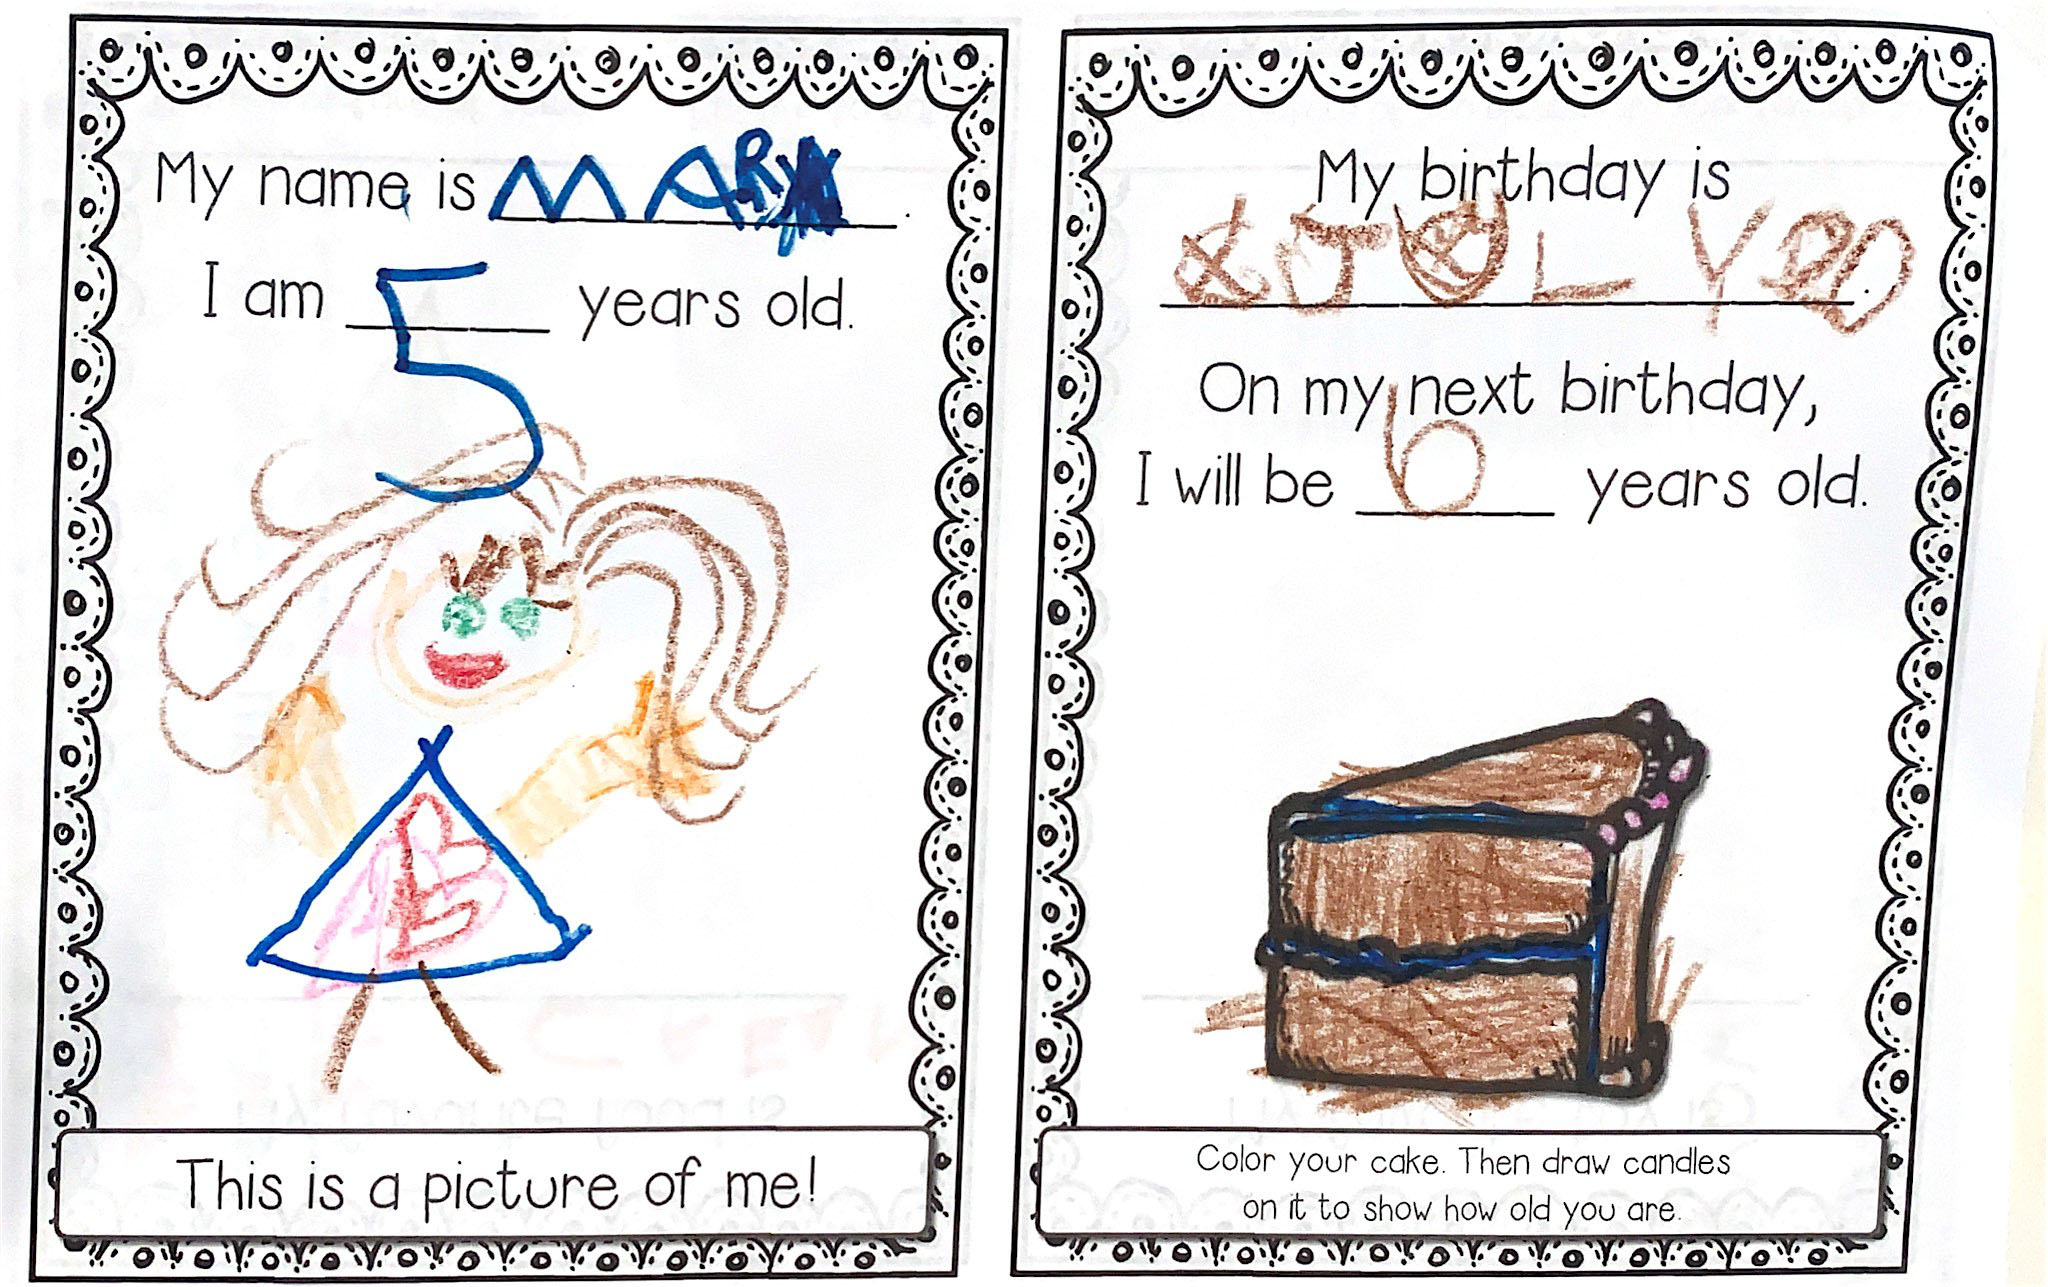 My name is MARY.
I am 5 years old.
This is a picture of me!
My birthday is
JULY 20.
On my next birthday,
I will be 6 years old.
Color your cake. Then draw candles
on it to show how old you are.